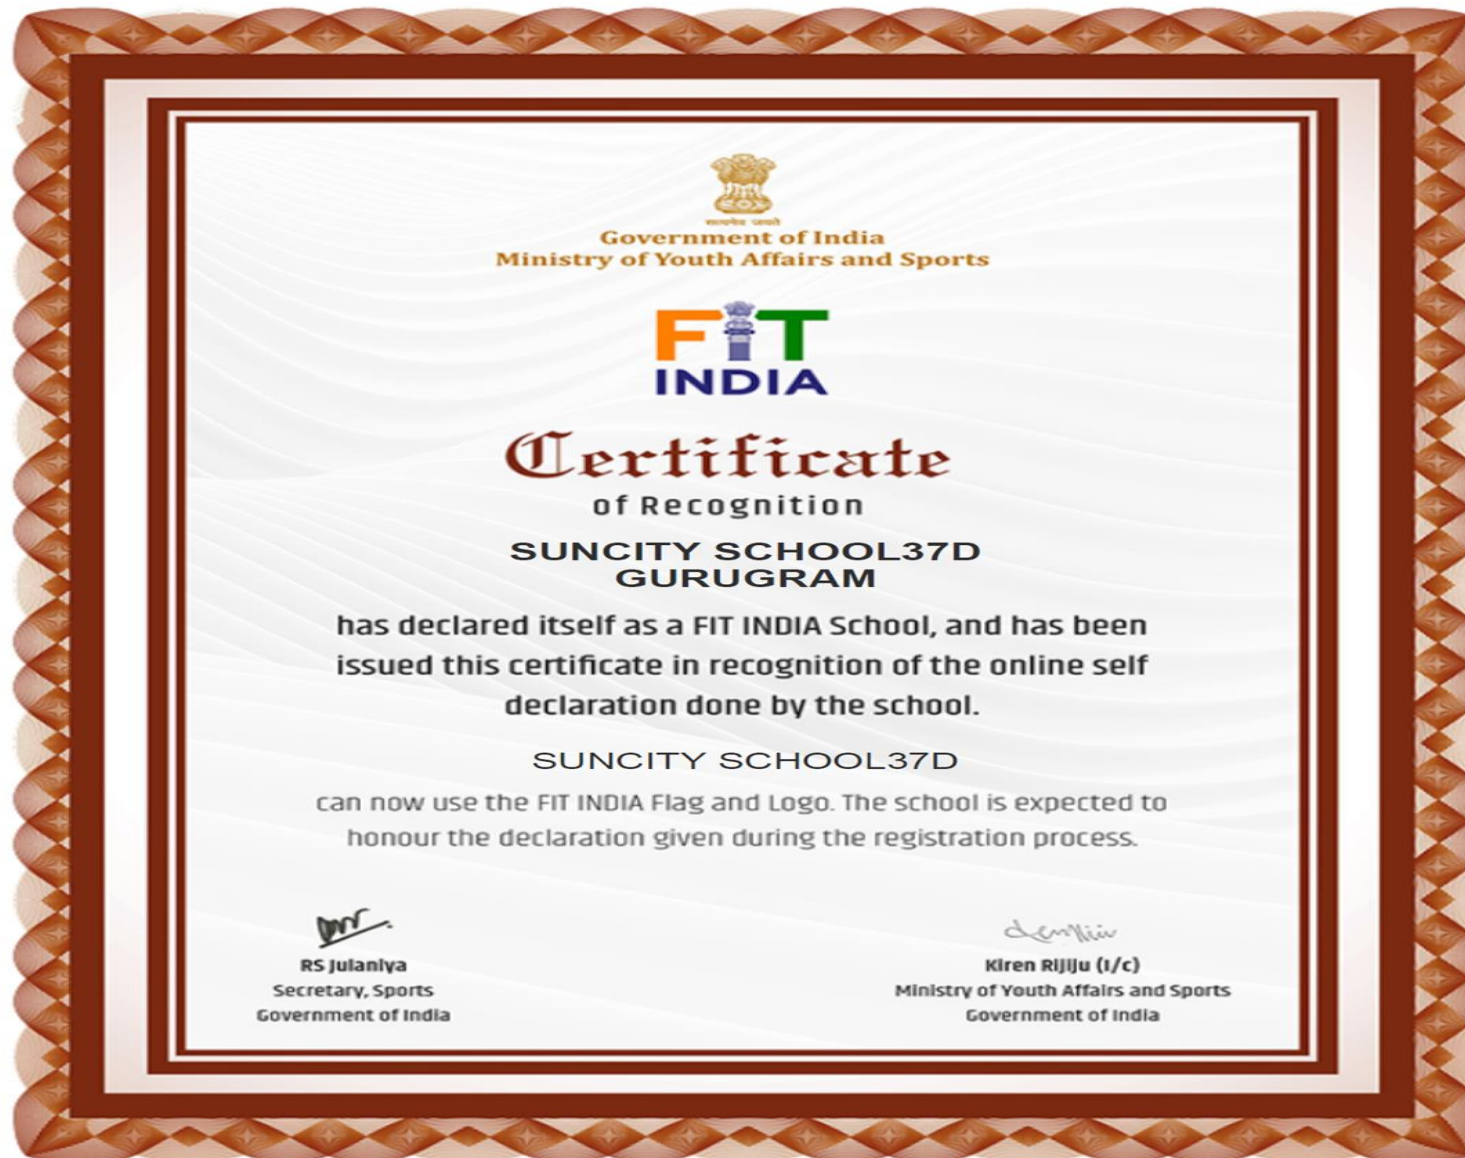 सत्यमेव जयते
Government of India
Ministry of Youth Affairs and Sports
FiT
INDIA
Certificate
of Recognition
SUNCITY SCHOOL37D
GURUGRAM
has declared itself as a FIT INDIA School, and has been
issued this certificate in recognition of the online self
declaration done by the school.
SUNCITY SCHOOL37D
can now use the FIT INDIA Flag and Logo. The school is expected to
honour the declaration given during the registration process.
RS Julaniya
Secretary, Sports
Government of India
Kiren Rijiju (I/c)
Ministry of Youth Affairs and Sports
Government of India